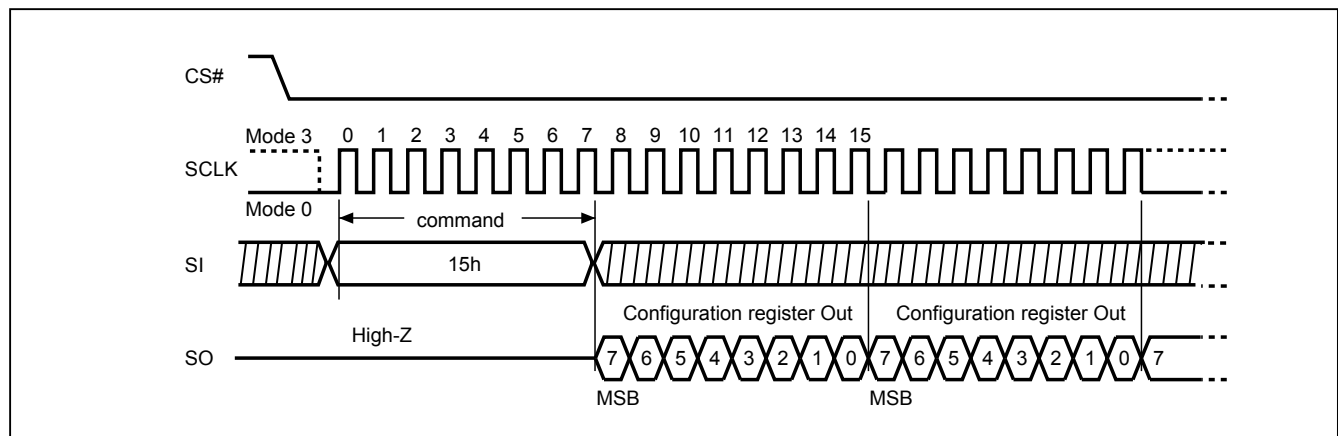 CS#
Mode 3 0 1 2 3 4 5 6 7 8 9 10 11 12 13 14 15
SCLK
Mode 0
command
SI 15h
Configuration register Out Configuration register Out
High-Z
SO 7 6 5 4 3 2 1 0 7 6 5 4 3 2 1 0 7
MSB MSB